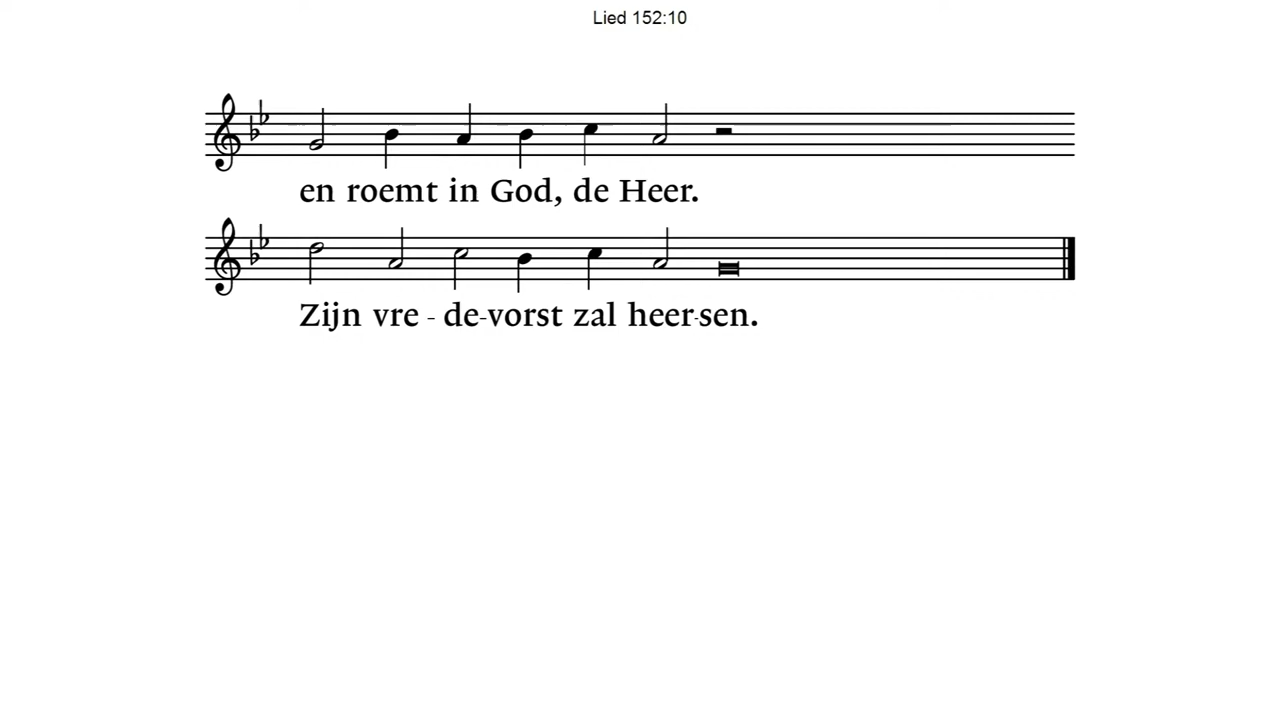 Lied 152:10
en roemt in God, de Heer.
Zijn vre - de-vorst zal heer-sen.